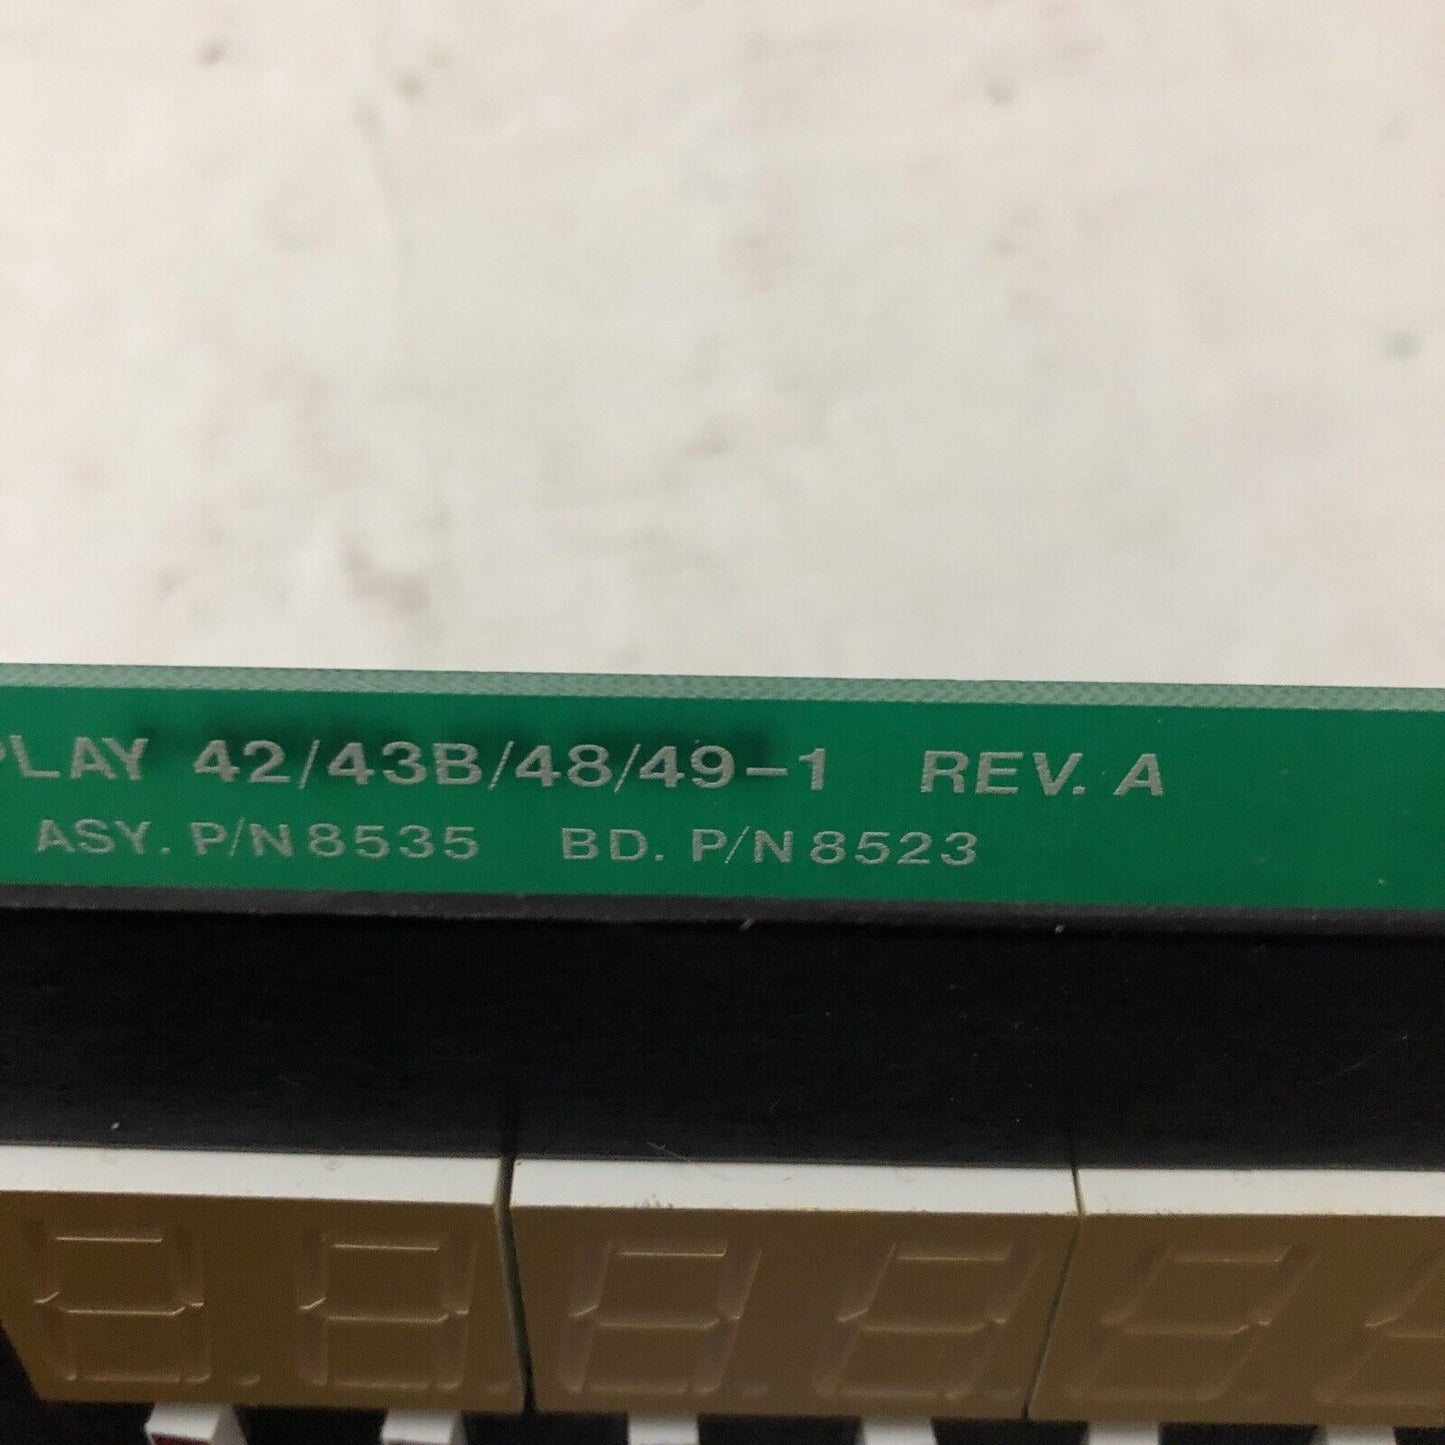 PLAY 42/43B/48/49-1 REV. A
ASY. P/N 8535 BD. P/N 8523